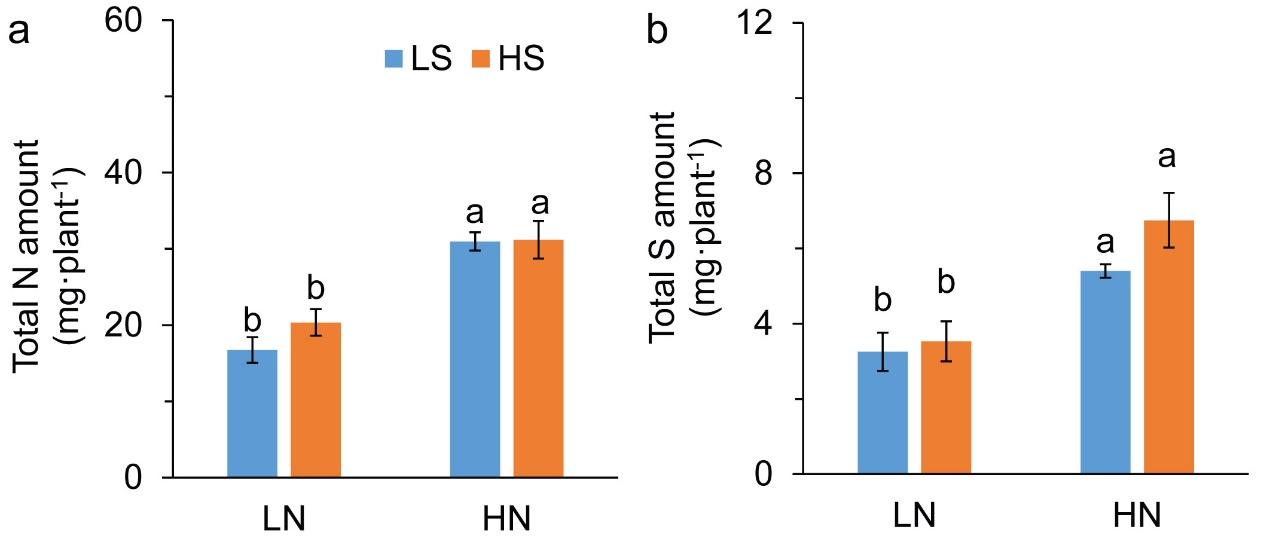 a
Total N amount
(mg·plant-1)
60
40
20
0
LS HS
b
b
a
a
LN
HN
b
Total S amount
(mg·plant-1)
12
8
4
0
b
b
a
a
LN
HN